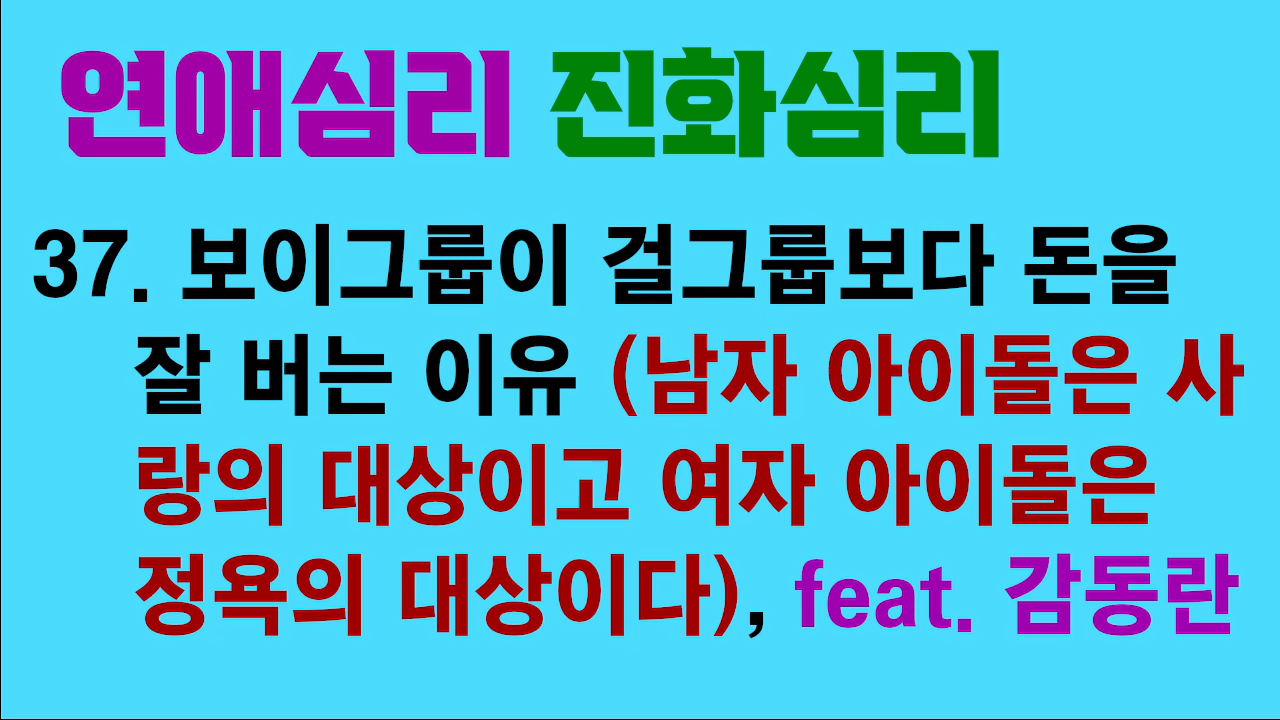 연애심리 진화심리
37. 보이그룹이 걸그룹보다 돈을
잘 버는 이유 (남자 아이돌은 사
랑의 대상이고 여자 아이돌은
정욕의 대상이다), feat. 감동란